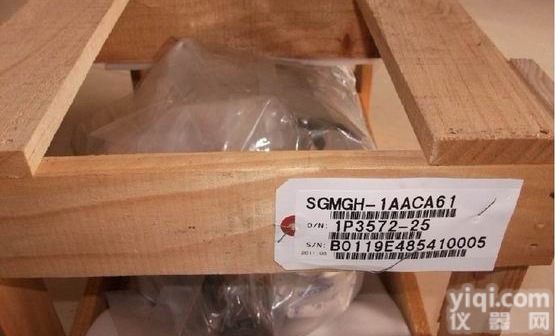 SGMGH-1AACA61
O/N: 1P3572-25
S/N: B0119E485410005
yiqi.com
仪器网